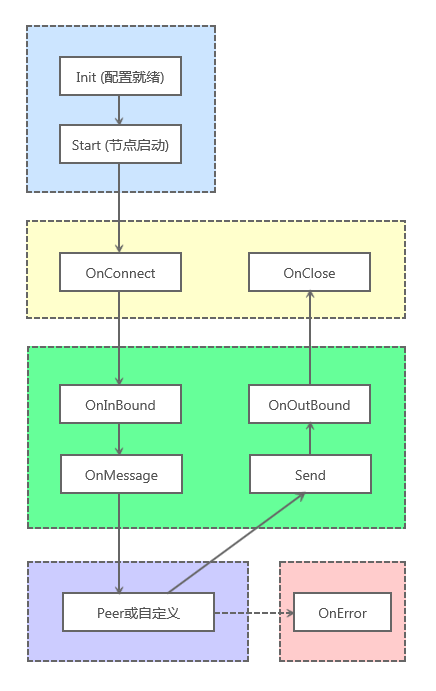 Init (配置就绪)
Start (节点启动)
OnConnect
OnClose
OnInBound
OnOutBound
OnMessage
Send
Peer或自定义
OnError